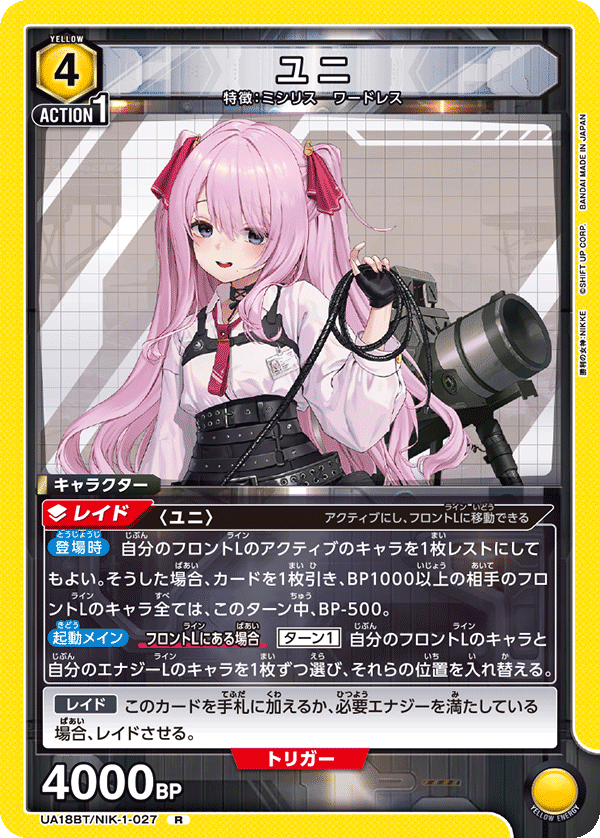 YELLOW
4
ACTION 1
ユニ
特徴:ミシリス ワードレス
勝利の女神:NIKKE ©SHIFT UP CORP. BANDAI MADE IN JAPAN
キャラクター
レイド 〈ユニ〉 アクティブにし、フロントLに移動できる
登場時 自分のフロントLのアクティブのキャラを1枚レストにして
もよい。そうした場合、カードを1枚引き、BP1000以上の相手のフロ
ントLのキャラ全ては、このターン中、BP-500。
起動メイン フロントLにある場合 ターン1 自分のフロントLのキャラと
自分のエナジーLのキャラを1枚ずつ選び、それらの位置を入れ替える。
レイド このカードを手札に加えるか、必要エナジーを満たしている
場合、レイドさせる。
トリガー
4000BP
UA18BT/NIK-1-027 R
YELLOW ENERGY